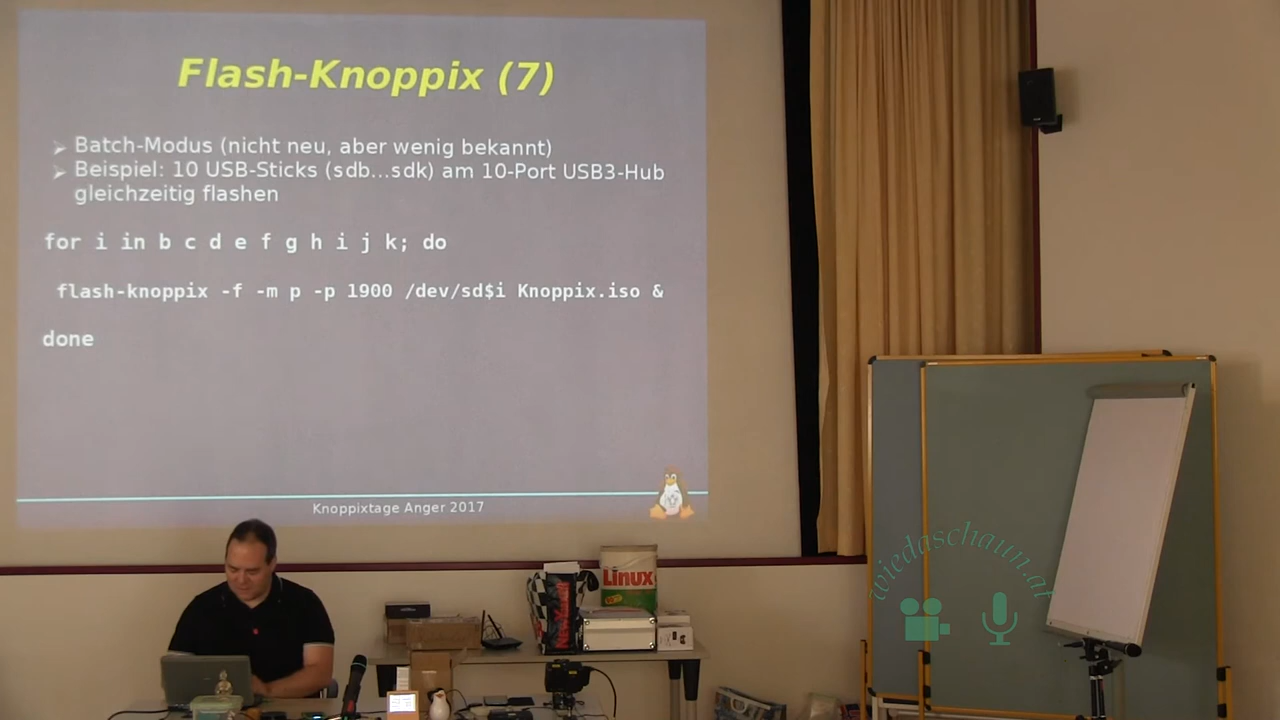 Flash-Knoppix (7)
Batch-Modus (nicht neu, aber wenig bekannt)
Beispiel: 10 USB-Sticks (sdb...sdk) am 10-Port USB3-Hub
gleichzeitig flashen
for i in b c d e f g h i j k; do
flash-knoppix -f -m p -p 1900 /dev/sd$i Knoppix.iso &
done
Knoppixtage Anger 2017
Linux
wiedaschaun.at